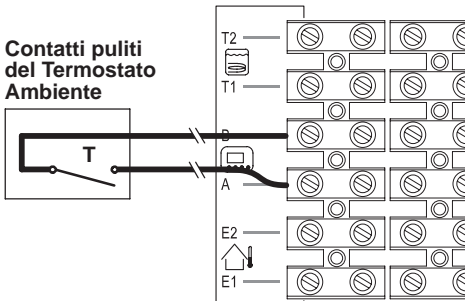 Contatti puliti
del Termostato
Ambiente
T
T2
T1
B
A
E2
E1